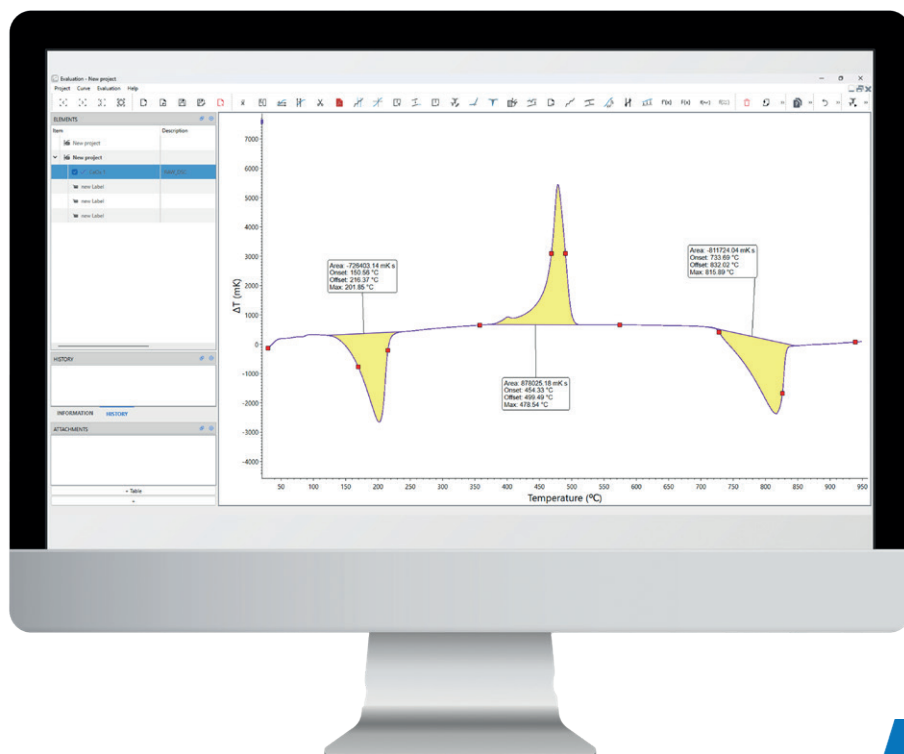 Evaluation - New project
Project Curve Evaluation Help
ELEMENTS
Item Description
New project
New project
new Label
new Label
new Label
HISTORY
INFORMATION HISTORY
ATTACHMENTS
+ Table
ΔT (mK)
7000
6000
5000
4000
3000
2000
1000
0
-1000
-2000
-3000
-4000
Area: -726403.14 mK s
Onset: 150.56 °C
Offset: 216.37 °C
Max: 201.85 °C
Area: 878025.18 mK s
Onset: 454.33 °C
Offset: 499.49 °C
Max: 478.54 °C
Area: -811724.04 mK s
Onset: 733.69 °C
Offset: 832.02 °C
Max: 815.89 °C
50 100 150 200 250 300 350 400 450 500 550 600 650 700 750 800 850 900 950
Temperature (°C)